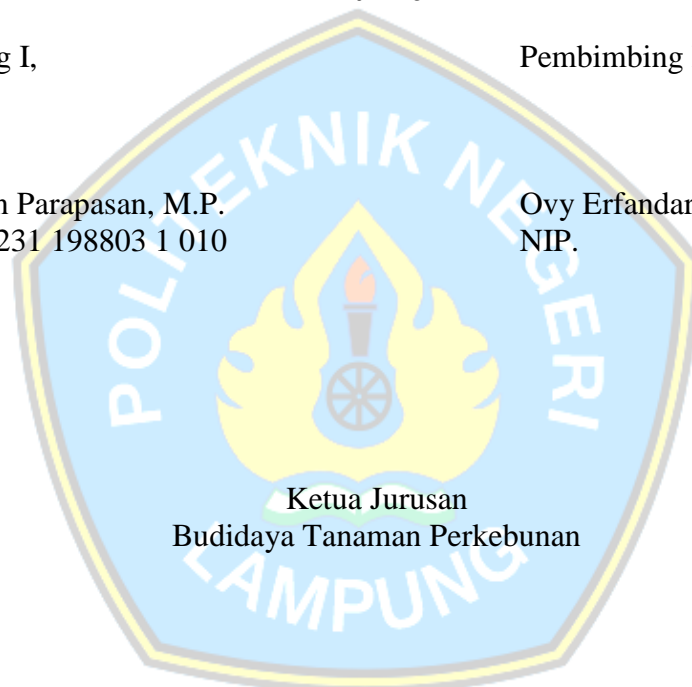 g I,
Pembimbing
n Parapasan, M.P.
Ovy Erfandar
231 198803 1 010
NIP.
POLITEKNIK NEGERI
LAMPUNG
Ketua Jurusan
Budidaya Tanaman Perkebunan